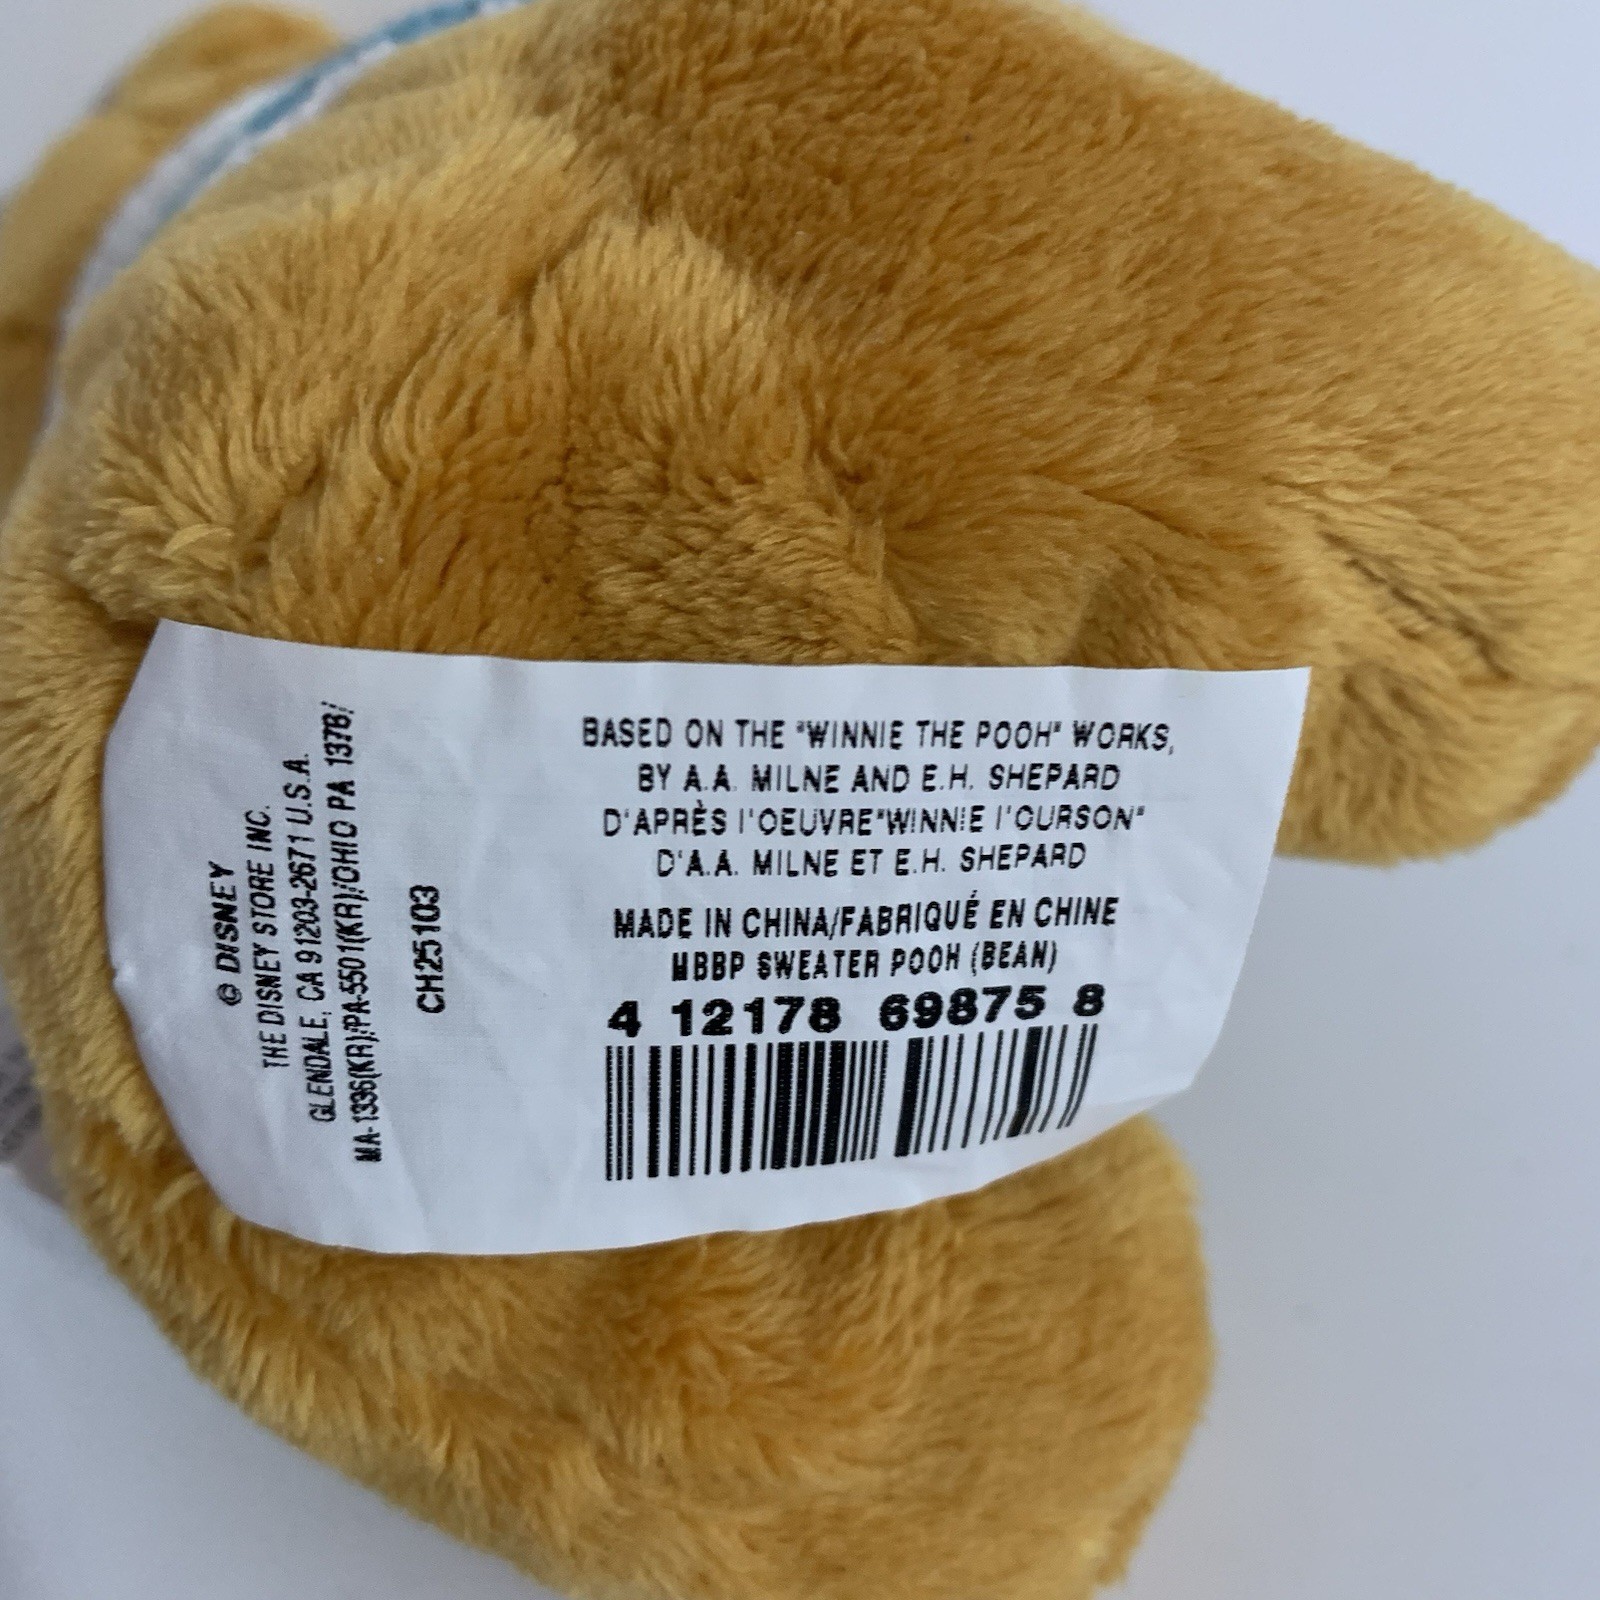 BASED ON THE "WINNIE THE POOH" WORKS,
BY A.A. MILNE AND E.H. SHEPARD
D'APRÈS l'OEUVRE"WINNIE l'OURSON"
D'A.A. MILNE ET E.H. SHEPARD
MADE IN CHINA/FABRIQUÉ EN CHINE
MBBP SWEATER POOH (BEAN)
4 12178 69875 8
© DISNEY
THE DISNEY STORE INC.
GLENDALE, CA 91203-2671 U.S.A.
MA-1336(KR)/PA-5501(KR)/OHIO PA 1378/
CH25103